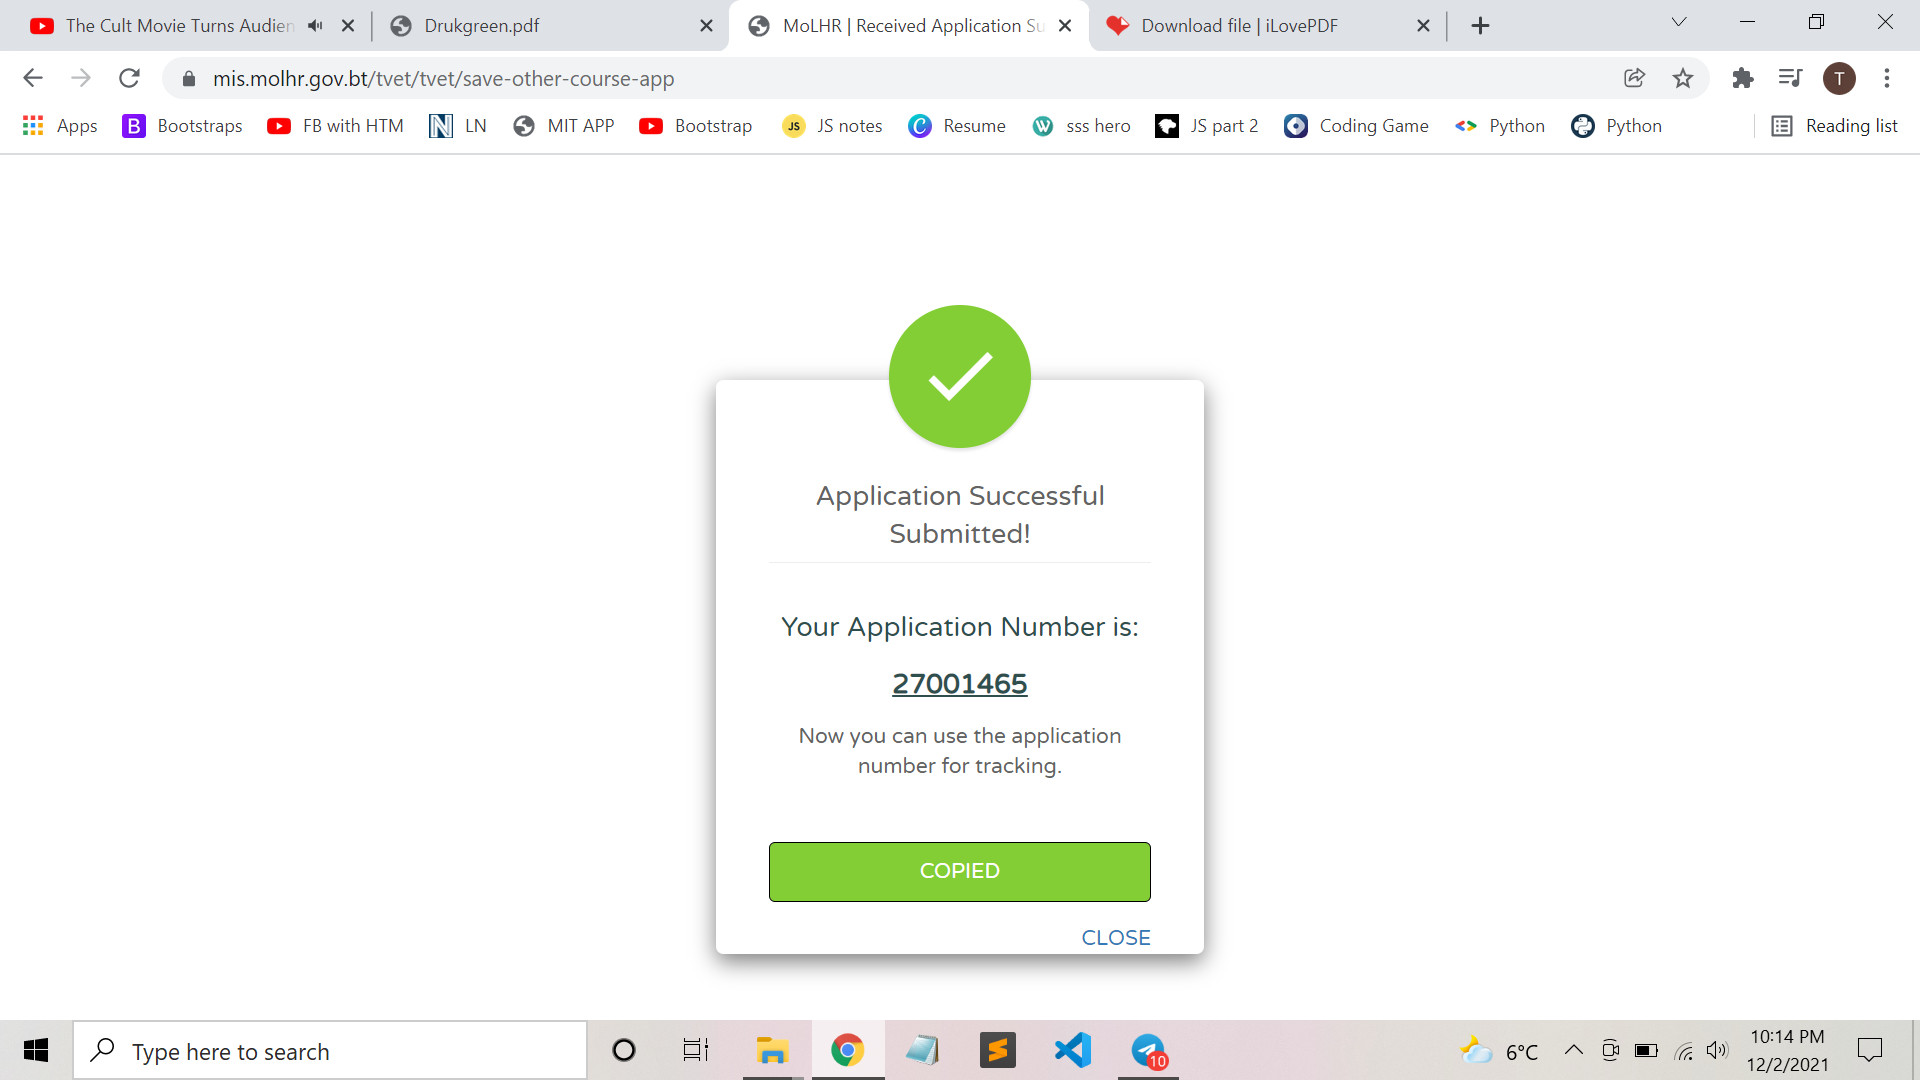 The Cult Movie Turns Audien
Drukgreen.pdf
MoLHR | Received Application Su
Download file | iLovePDF
mis.molhr.gov.bt/tvet/tvet/save-other-course-app
T
Apps
B Bootstraps
FB with HTM
N LN
MIT APP
Bootstrap
JS JS notes
C Resume
W sss hero
JS part 2
Coding Game
Python
Python
Reading list
Application Successful
Submitted!
Your Application Number is:
27001465
Now you can use the application
number for tracking.
COPIED
CLOSE
Type here to search
10
6°C
10:14 PM
12/2/2021